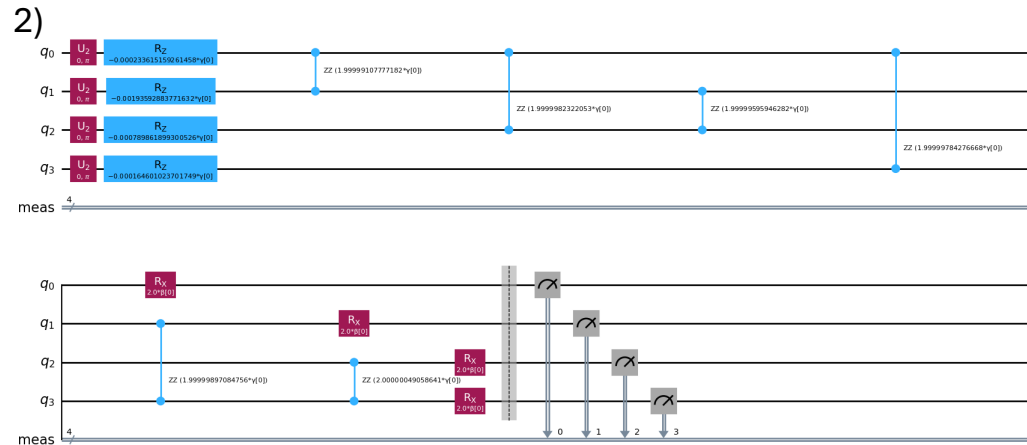 2)
q0 U2 0, π RZ −0.000233615159261458*γ[0]
ZZ (1.99999107777182*γ[0])
q1 U2 0, π RZ −0.00193592883771632*γ[0]
ZZ (1.9999982322053*γ[0]) ZZ (1.99999595946282*γ[0])
q2 U2 0, π RZ −0.000789861899300526*γ[0]
ZZ (1.99999784276668*γ[0])
q3 U2 0, π RZ −0.000164601023701749*γ[0]
4
meas
q0 RX 2.0*β[0]
q1 RX 2.0*β[0]
q2 RX 2.0*β[0]
ZZ (1.99999897084756*γ[0]) ZZ (2.00000049058641*γ[0])
q3 RX 2.0*β[0]
4 0 1 2 3
meas